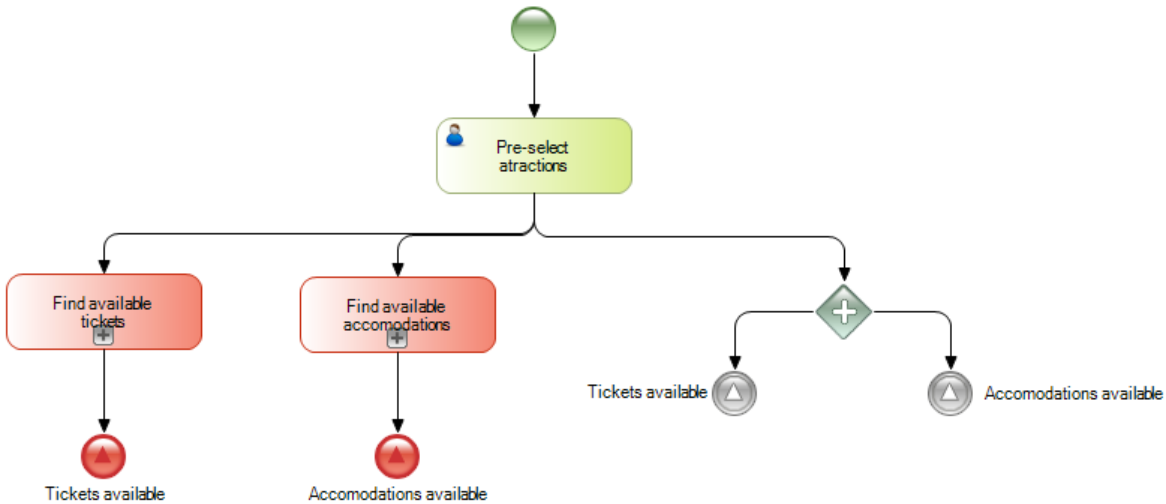 Pre-select
atractions
Find available
tickets
Find available
accomodations
Tickets available
Accomodations available
Tickets available
Accomodations available